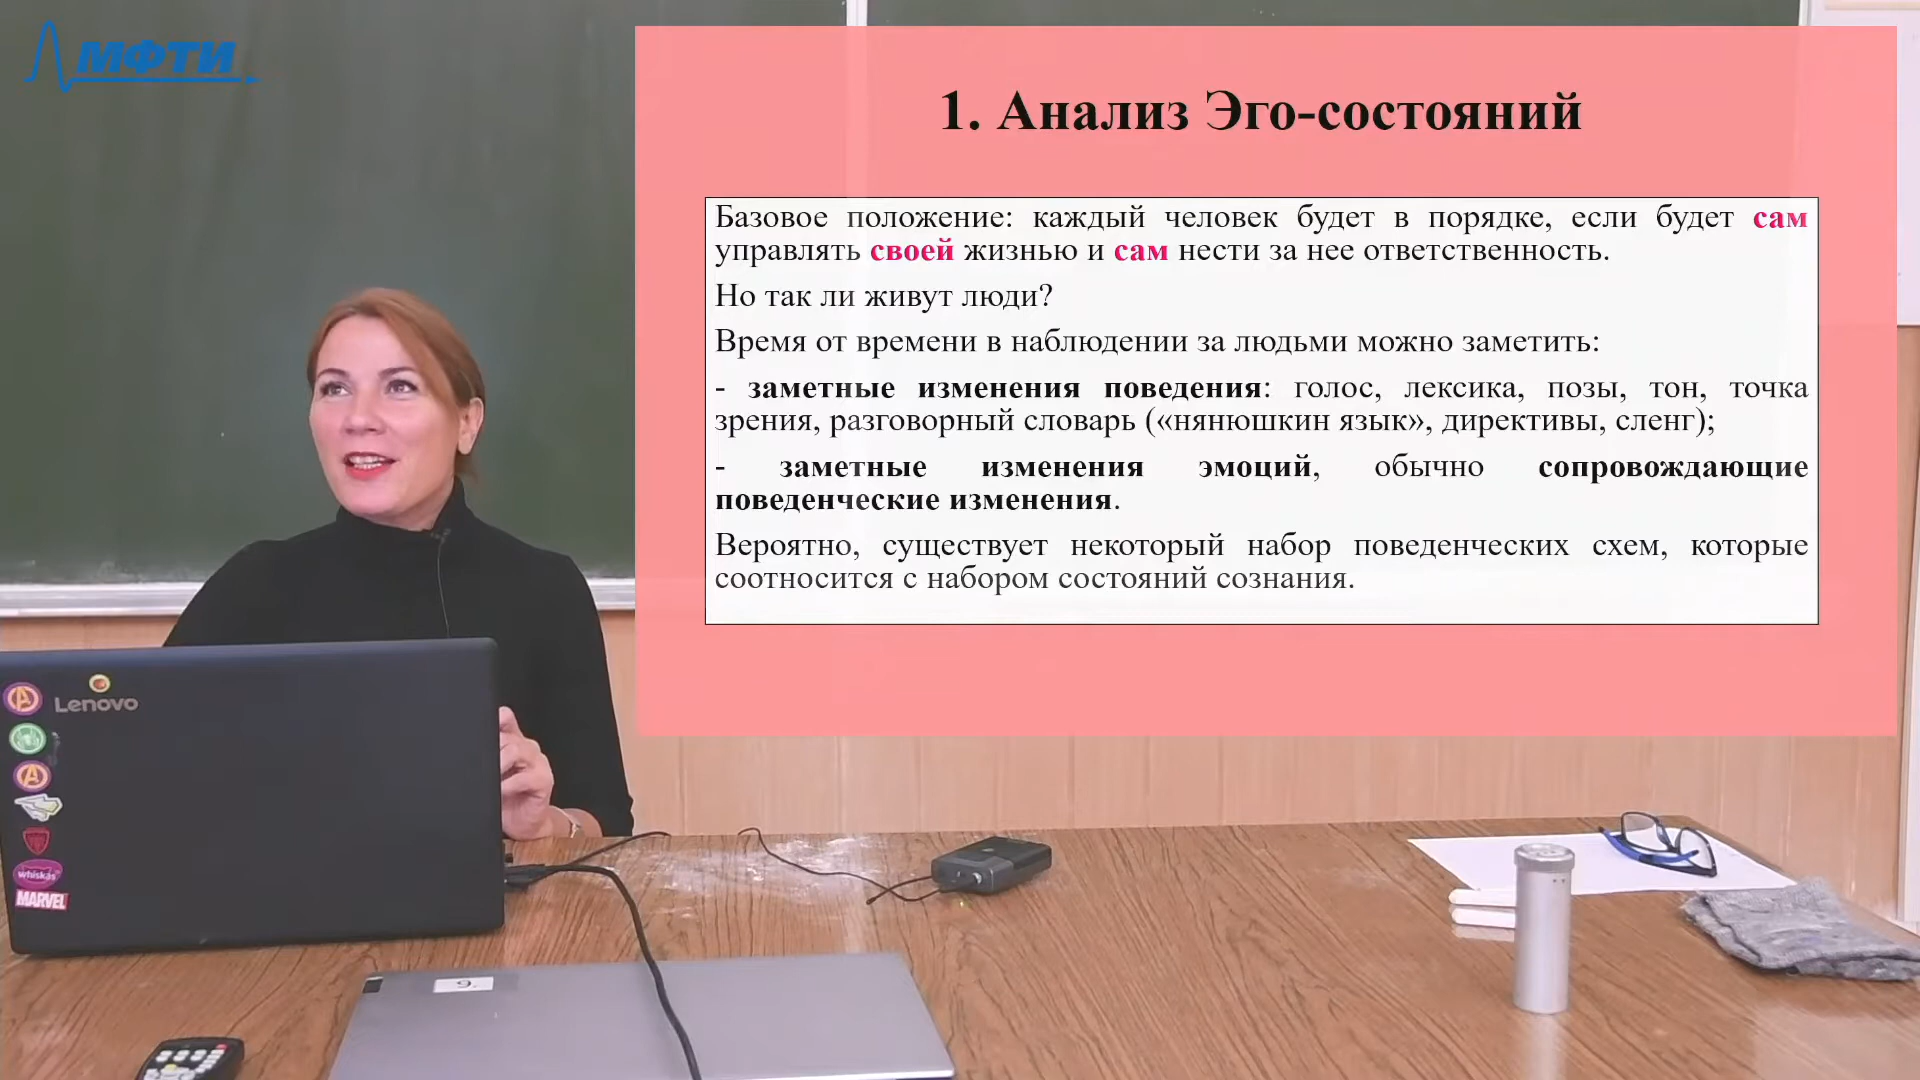 МФТИ
1. Анализ Эго-состояний
Базовое положение: каждый человек будет в порядке, если будет сам
управлять своей жизнью и сам нести за нее ответственность.
Но так ли живут люди?
Время от времени в наблюдении за людьми можно заметить:
- заметные изменения поведения: голос, лексика, позы, тон, точка
зрения, разговорный словарь («нянюшкин язык», директивы, сленг);
- заметные изменения эмоций, обычно сопровождающие
поведенческие изменения.
Вероятно, существует некоторый набор поведенческих схем, которые
соотносится с набором состояний сознания.
Lenovo
whiskas
MARVEL
9.